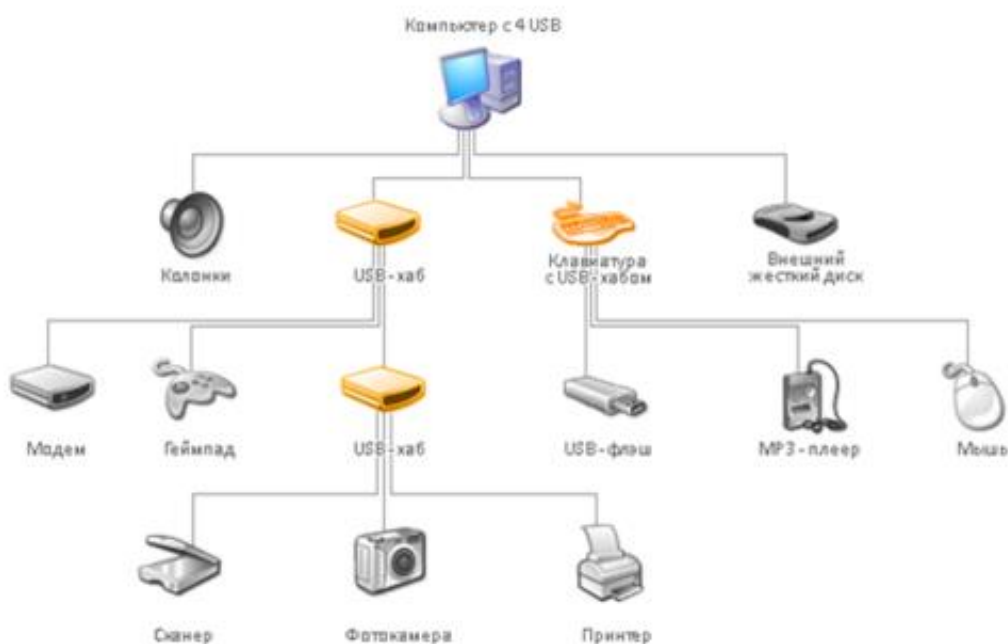 Компьютер с 4 USB
Колонки
USB-хаб
Клавиатура
с USB-хабом
Внешний
жесткий диск
Модем
Геймпад
USB-хаб
USB-флэш
MP3-плеер
Мышь
Сканер
Фотокамера
Принтер